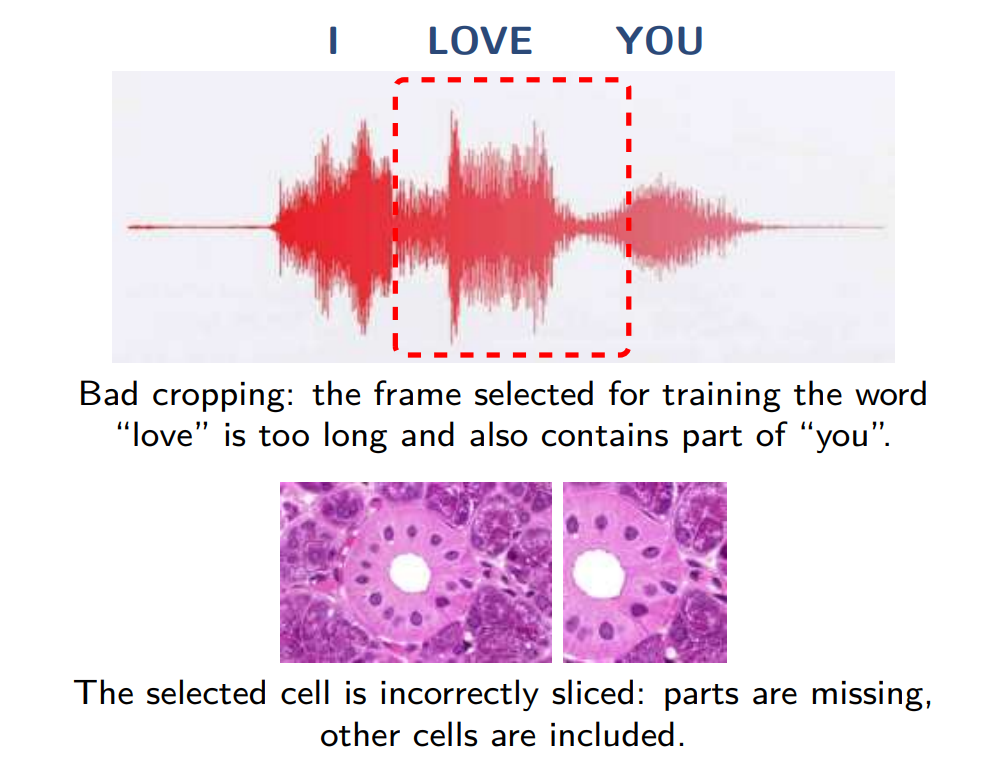 I LOVE YOU
Bad cropping: the frame selected for training the word
“love” is too long and also contains part of “you”.
The selected cell is incorrectly sliced: parts are missing,
other cells are included.